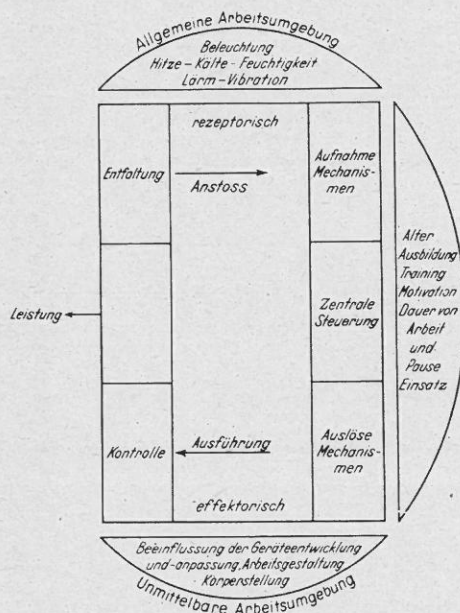 Allgemeine Arbeitsumgebung
Beleuchtung
Hitze – Kälte – Feuchtigkeit
Lärm – Vibration
rezeptorisch
Entfaltung
Anstoss
Aufnahme
Mechanis-
men
Alter
Ausbildung
Training
Motivation
Dauer von
Arbeit
und
Pause
Einsatz
Leistung
Zentrale
Steuerung
Kontrolle
Ausführung
Auslöse
Mechanis-
men
effektorisch
Beeinflussung der Geräteentwicklung
und-anpassung, Arbeitsgestaltung
Körperstellung
Unmittelbare Arbeitsumgebung